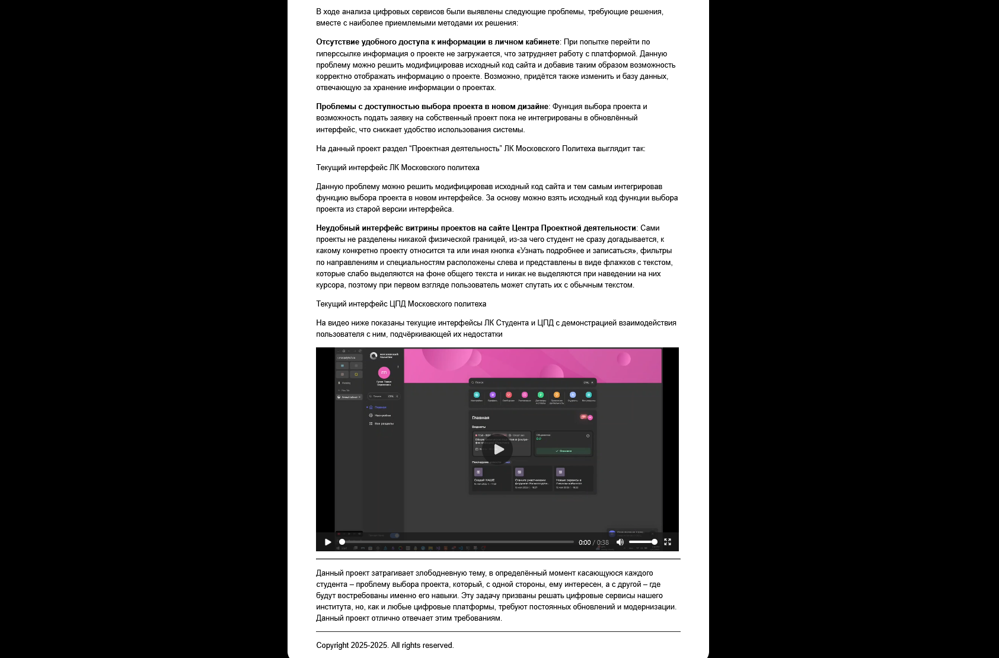 В ходе анализа цифровых сервисов были выявлены следующие проблемы, требующие решения,
вместе с наиболее приемлемыми методами их решения:
Отсутствие удобного доступа к информации в личном кабинете: При попытке перейти по
гиперссылке информация о проекте не загружается, что затрудняет работу с платформой. Данную
проблему можно решить модифицировав исходный код сайта и добавив таким образом возможность
корректно отображать информацию о проекте. Возможно, придётся также изменить и базу данных,
отвечающую за хранение информации о проектах.
Проблемы с доступностью выбора проекта в новом дизайне: Функция выбора проекта и
возможность подать заявку на собственный проект пока не интегрированы в обновлённый
интерфейс, что снижает удобство использования системы.
На данный проект раздел “Проектная деятельность” ЛК Московского Политеха выглядит так:
Текущий интерфейс ЛК Московского политеха
Данную проблему можно решить модифицировав исходный код сайта и тем самым интегрировав
функцию выбора проекта в новом интерфейсе. За основу можно взять исходный код функции выбора
проекта из старой версии интерфейса.
Неудобный интерфейс витрины проектов на сайте Центра Проектной деятельности: Сами
проекты не разделены никакой физической границей, из-за чего студент не сразу догадывается, к
какому конкретно проекту относится та или иная кнопка «Узнать подробнее и записаться», фильтры
по направлениям и специальностям расположены слева и представлены в виде флажков с текстом,
которые слабо выделяются на фоне общего текста и никак не выделяются при наведении на них
курсора, поэтому при первом взгляде пользователь может спутать их с обычным текстом.
Текущий интерфейс ЦПД Московского политеха
На видео ниже показаны текущие интерфейсы ЛК Студента и ЦПД с демонстрацией взаимодействия
пользователя с ним, подчёркивающей их недостатки
МОСКОВСКИЙ
ПОЛИТЕХ
Поиск CTRL
Главная
Настройки
Все разделы
Поиск CTRL
Главная
Виджеты
Последние
Создай НАШЕ
Новые сервисы в
0:00 / 0:38
Данный проект затрагивает злободневную тему, в определённый момент касающуюся каждого
студента – проблему выбора проекта, который, с одной стороны, ему интересен, а с другой – где
будут востребованы именно его навыки. Эту задачу призваны решать цифровые сервисы нашего
института, но, как и любые цифровые платформы, требуют постоянных обновлений и модернизации.
Данный проект отлично отвечает этим требованиям.
Copyright 2025-2025. All rights reserved.